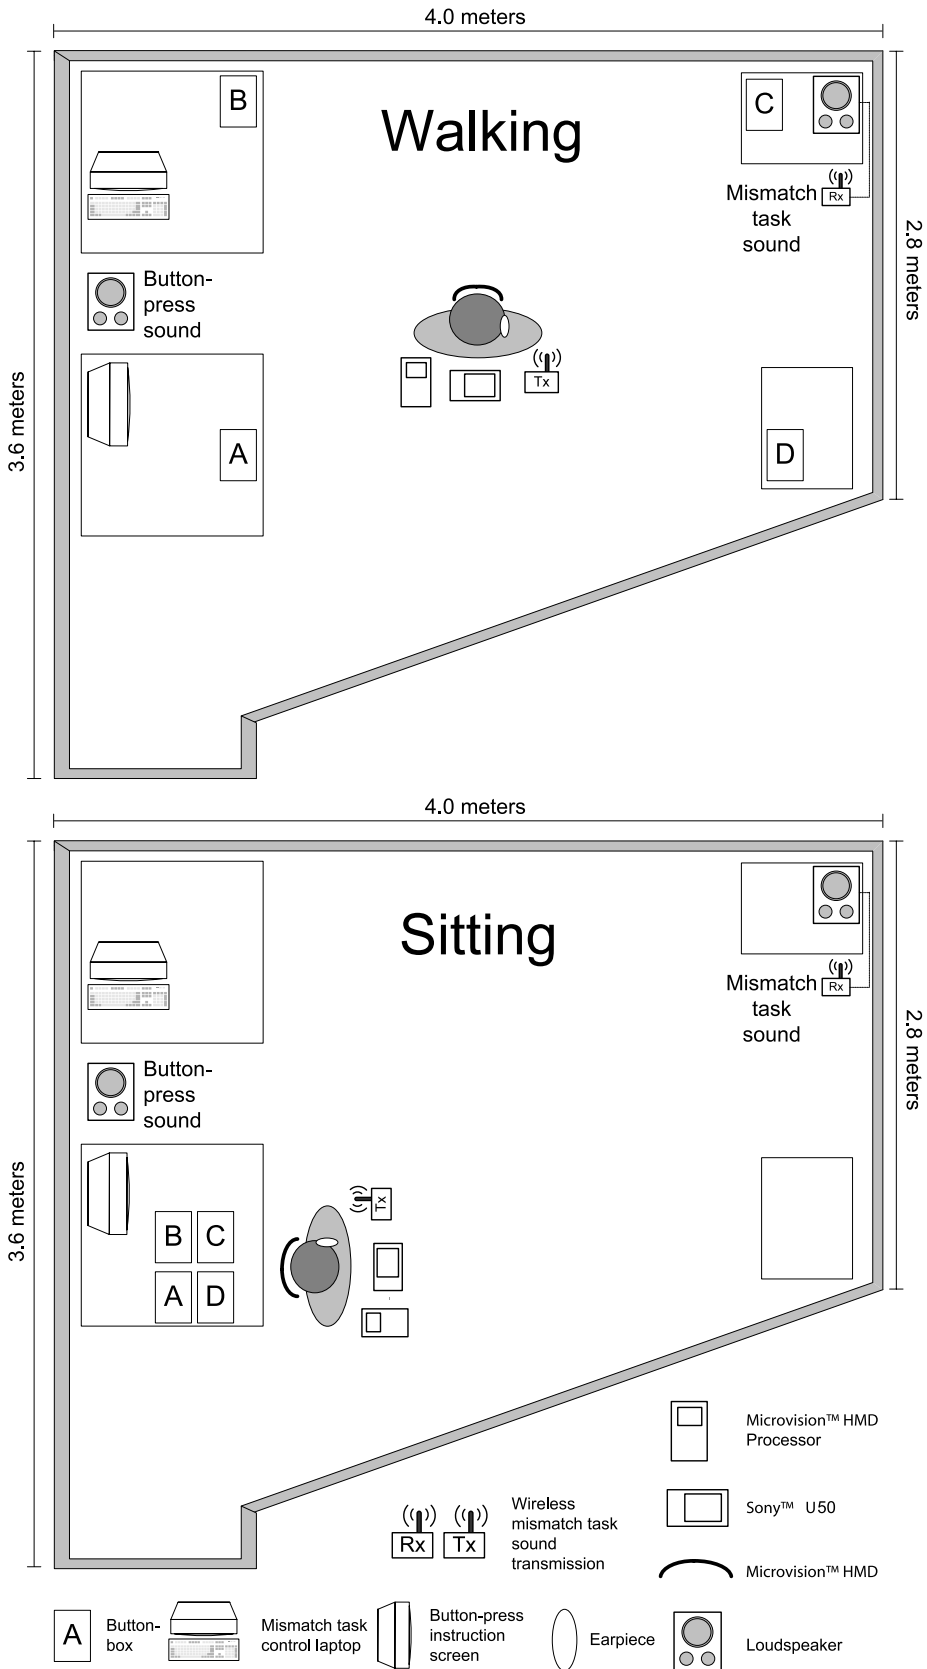 4.0 meters
B
Walking
C
Rx
Mismatch
task
sound
2.8 meters
Button-
press
sound
Tx
3.6 meters
A
D
4.0 meters
Sitting
Rx
Mismatch
task
sound
2.8 meters
Button-
press
sound
3.6 meters
Tx
B C
A D
Microvision™ HMD
Processor
Sony™ U50
Wireless
mismatch task
sound
transmission
Rx Tx
Microvision™ HMD
A
Button-
box
Mismatch task
control laptop
Button-press
instruction
screen
Earpiece
Loudspeaker